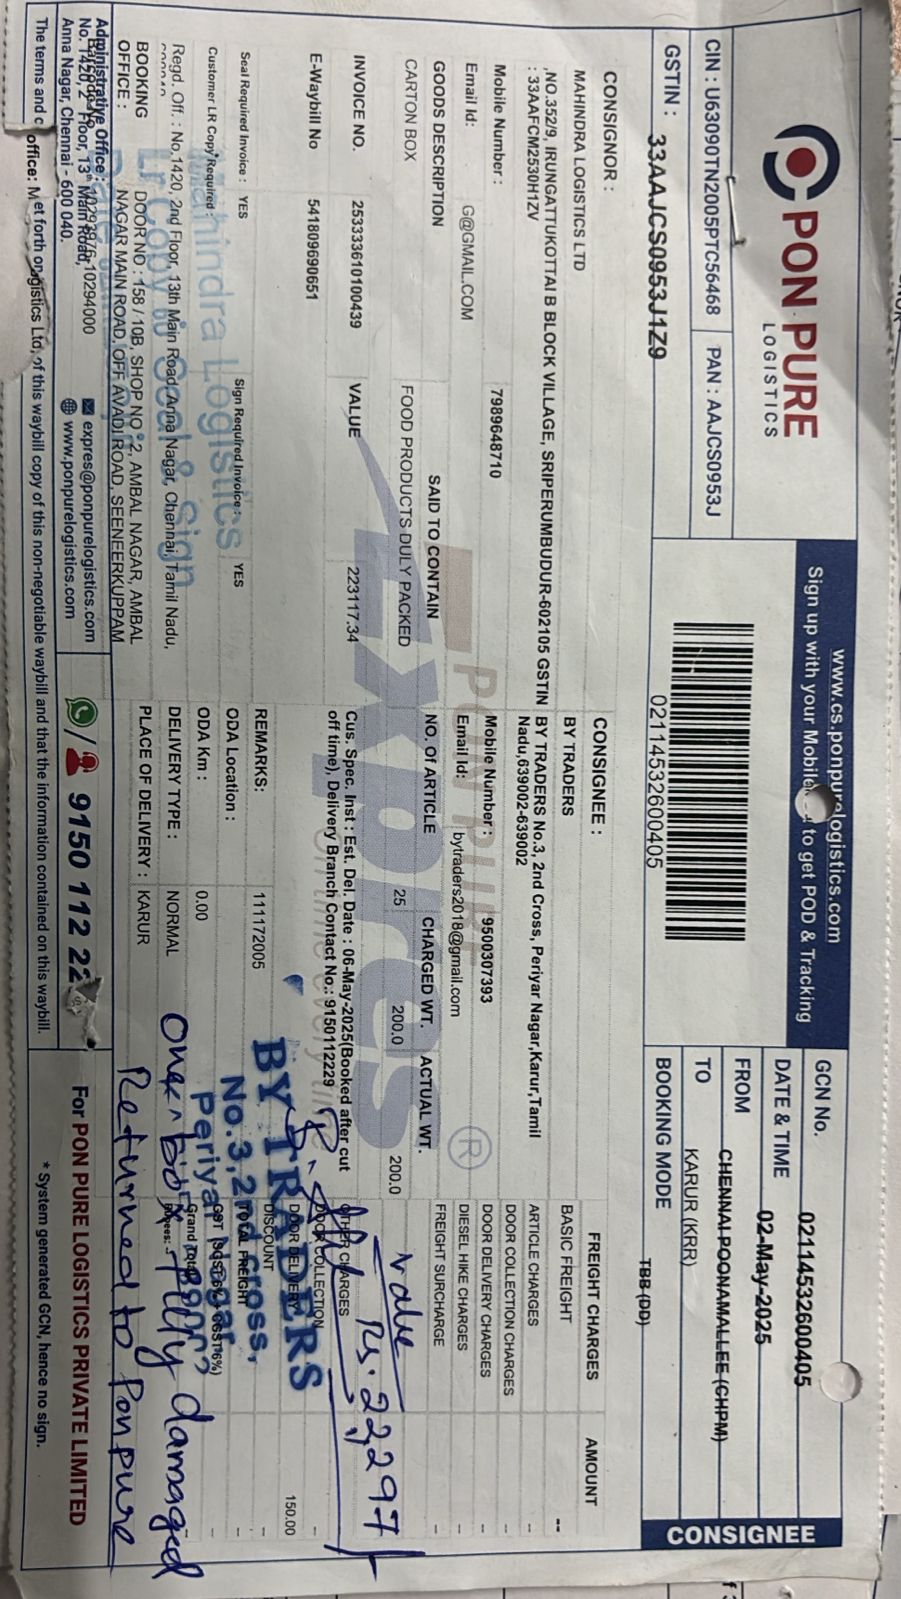 PON PURE
LOGISTICS
CIN : U63090TN2005PTC56468
PAN : AAJCS0953J
GSTIN : 33AAJCS0953J1Z9
www.cs.ponpurelogistics.com
Sign up with your Mobile to get POD & Tracking
02114532600405
GCN No. 02114532600405
DATE & TIME 02-May-2025
FROM CHENNAI-POONAMALLEE (CHPM)
TO KARUR (KRR)
BOOKING MODE TBB (DD)
CONSIGNEE
CONSIGNOR :
MAHINDRA LOGISTICS LTD
,NO.352/9, IRUNGATTUKOTTAI B BLOCK VILLAGE, SRIPERUMBUDUR-602105 GSTIN
: 33AAFCM2530H1ZV
Mobile Number : 7989648710
Email Id: G@GMAIL.COM
CONSIGNEE :
BY TRADERS
BY TRADERS No.3, 2nd Cross, Periyar Nagar,Karur,Tamil
Nadu,639002-639002
Mobile Number : 9500307393
Email Id: bytraders2018@gmail.com
GOODS DESCRIPTION SAID TO CONTAIN NO. Of ARTICLE CHARGED WT. ACTUAL WT.
CARTON BOX FOOD PRODUCTS DULY PACKED 25 200.0 200.0
PON PURE
Expres
INVOICE NO. 253333610100439 VALUE 223117.34
E-Waybill No 541809690651
Cus. Spec. Inst : Est. Del. Date : 06-May-2025(Booked after cut
off time), Delivery Branch Contact No.: 9150112229
Seal Required Invoice : YES Sign Required Invoice : YES
Customer LR Copy Required :
REMARKS: 111172005
ODA Location :
ODA Km : 0.00
DELIVERY TYPE : NORMAL
PLACE OF DELIVERY : KARUR
FREIGHT CHARGES AMOUNT
BASIC FREIGHT --
ARTICLE CHARGES --
DOOR COLLECTION CHARGES --
DOOR DELIVERY CHARGES --
DIESEL HIKE CHARGES --
FREIGHT SURCHARGE --
OTHER CHARGES
DOOR COLLECTION --
DOOR DELIVERY 150.00
DISCOUNT --
TOTAL FREIGHT --
Grand Total
value
Rs. 22,297/-
BY TRADERS
No.3, 2nd cross,
Periyar Nagar
One box fully damaged
Returned to Ponpure
Mahindra Logistics
Regd. Off. : No.1420, 2nd Floor, 13th Main Road, Anna Nagar, Chennai, Tamil Nadu,
BOOKING OFFICE : DOOR NO : 158 / 10B, SHOP NO : 2, AMBAL NAGAR, AMBAL
NAGAR MAIN ROAD, OFF AVADI ROAD, SEENEERKUPPAM
Administrative Office :
No. 1420, 2 Floor, 13th Main Road,
Anna Nagar, Chennai - 600 040.
expres@ponpurelogistics.com
www.ponpurelogistics.com
9150 112 22
For PON PURE LOGISTICS PRIVATE LIMITED
* System generated GCN, hence no sign.
The terms and
of this waybill copy of this non-negotiable waybill and that the information contained on this waybill.